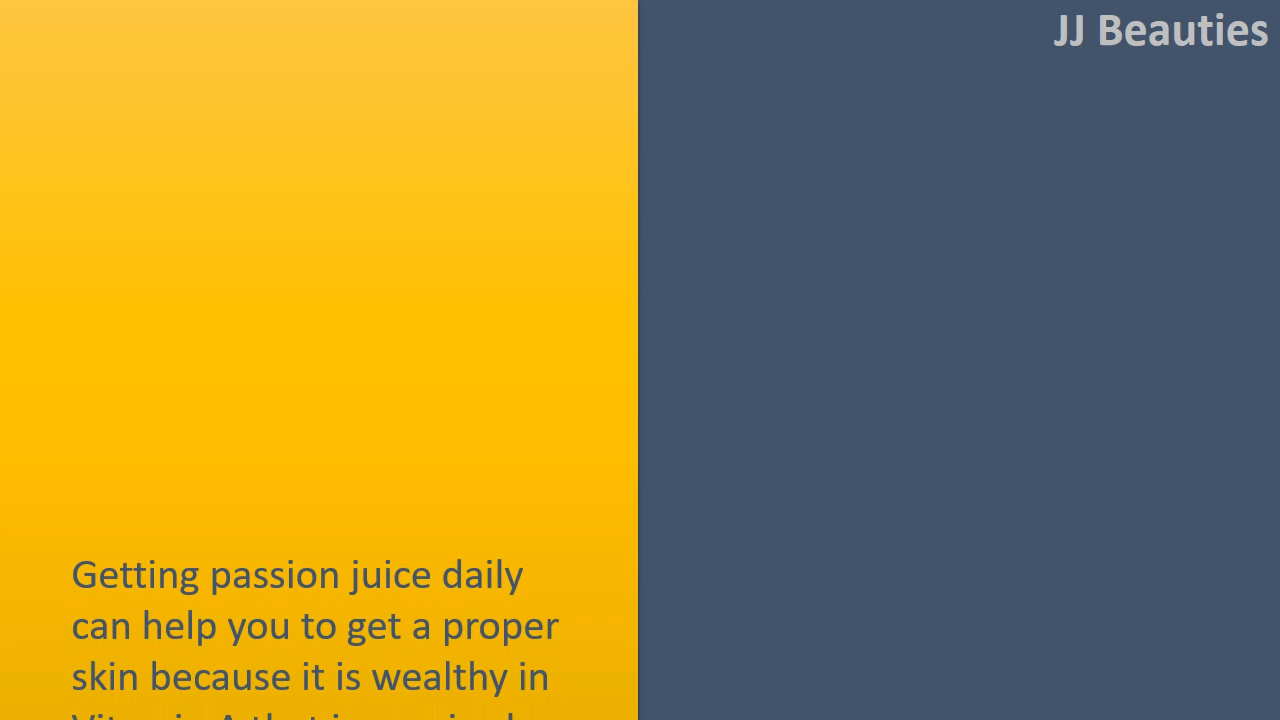 JJ Beauties
Getting passion juice daily
can help you to get a proper
skin because it is wealthy in